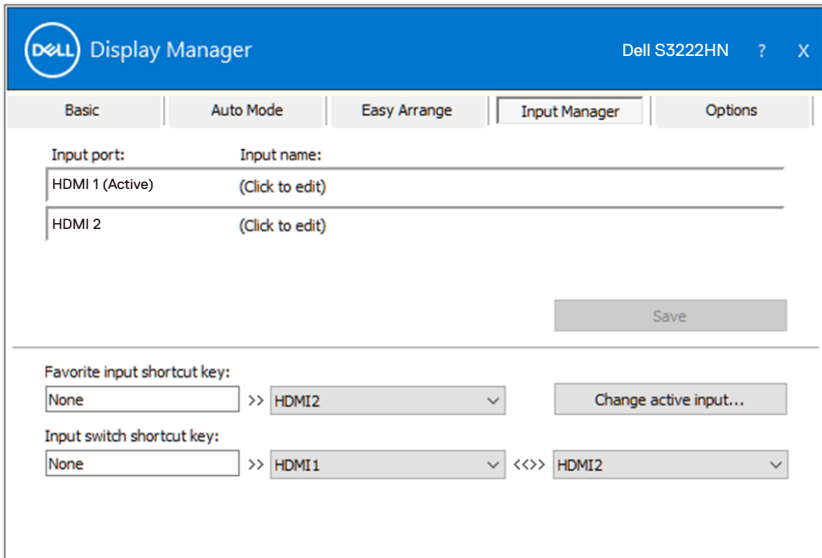 DELL Display Manager Dell S3222HN ? X
Basic Auto Mode Easy Arrange Input Manager Options
Input port: Input name:
HDMI 1 (Active) (Click to edit)
HDMI 2 (Click to edit)
Save
Favorite input shortcut key:
None >> HDMI2 Change active input...
Input switch shortcut key:
None >> HDMI1 <<>> HDMI2